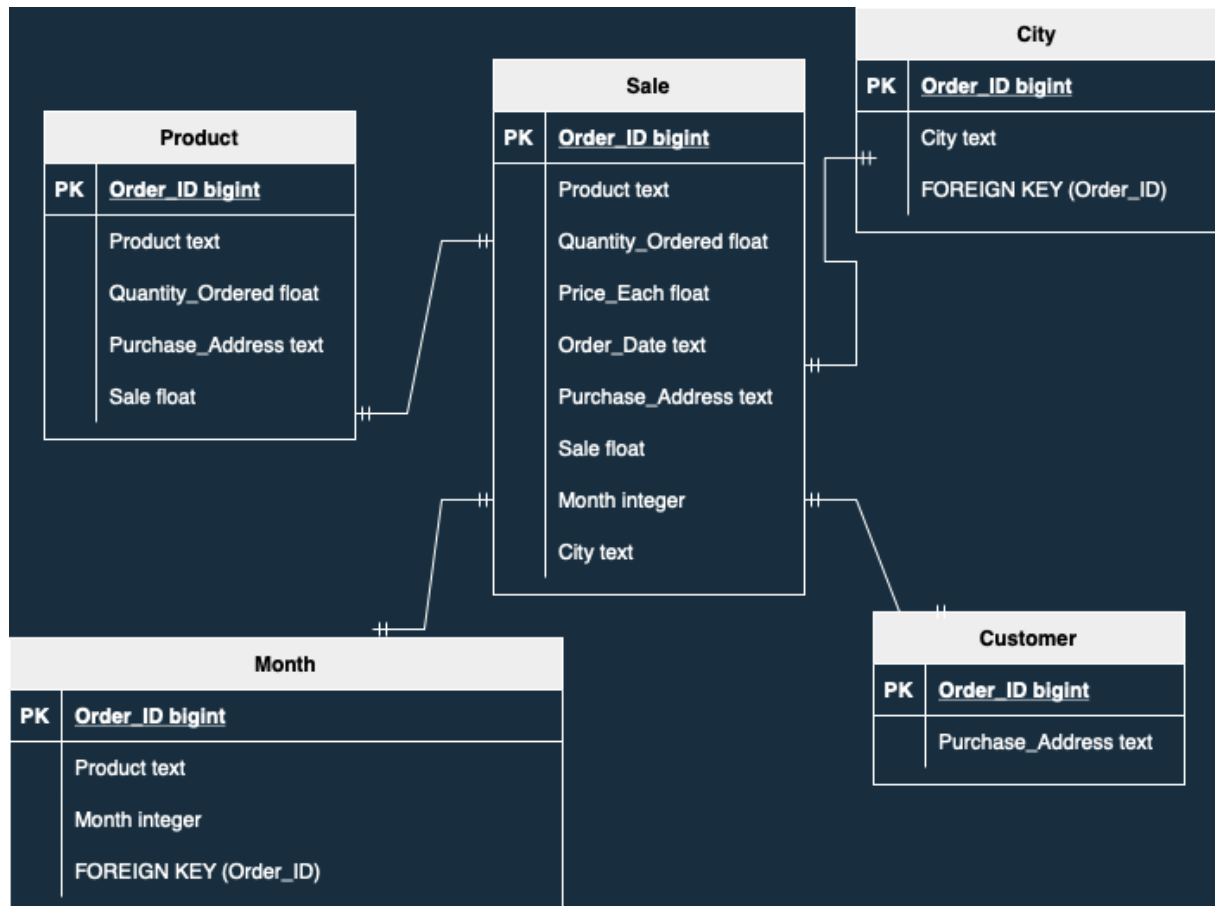 Product
PK Order_ID bigint
Product text
Quantity_Ordered float
Purchase_Address text
Sale float
Sale
PK Order_ID bigint
Product text
Quantity_Ordered float
Price_Each float
Order_Date text
Purchase_Address text
Sale float
Month integer
City text
City
PK Order_ID bigint
City text
FOREIGN KEY (Order_ID)
Month
PK Order_ID bigint
Product text
Month integer
FOREIGN KEY (Order_ID)
Customer
PK Order_ID bigint
Purchase_Address text